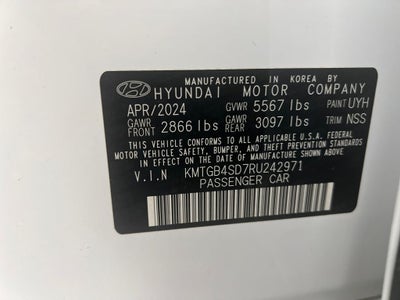 MANUFACTURED IN KOREA BY
HYUNDAI MOTOR COMPANY
APR/2024 GVWR 5567 lbs PAINT UYH
GAWR FRONT 2866 lbs GAWR REAR 3097 lbs TRIM NSS
THIS VEHICLE CONFORMS TO ALL APPLICABLE U.S.A. FEDERAL
MOTOR VEHICLE SAFETY, BUMPER, AND THEFT PREVENTION STANDARDS
IN EFFECT ON THE DATE OF MANUFACTURE SHOWN ABOVE.
V.I.N KMTGB4SD7RU242971
PASSENGER CAR